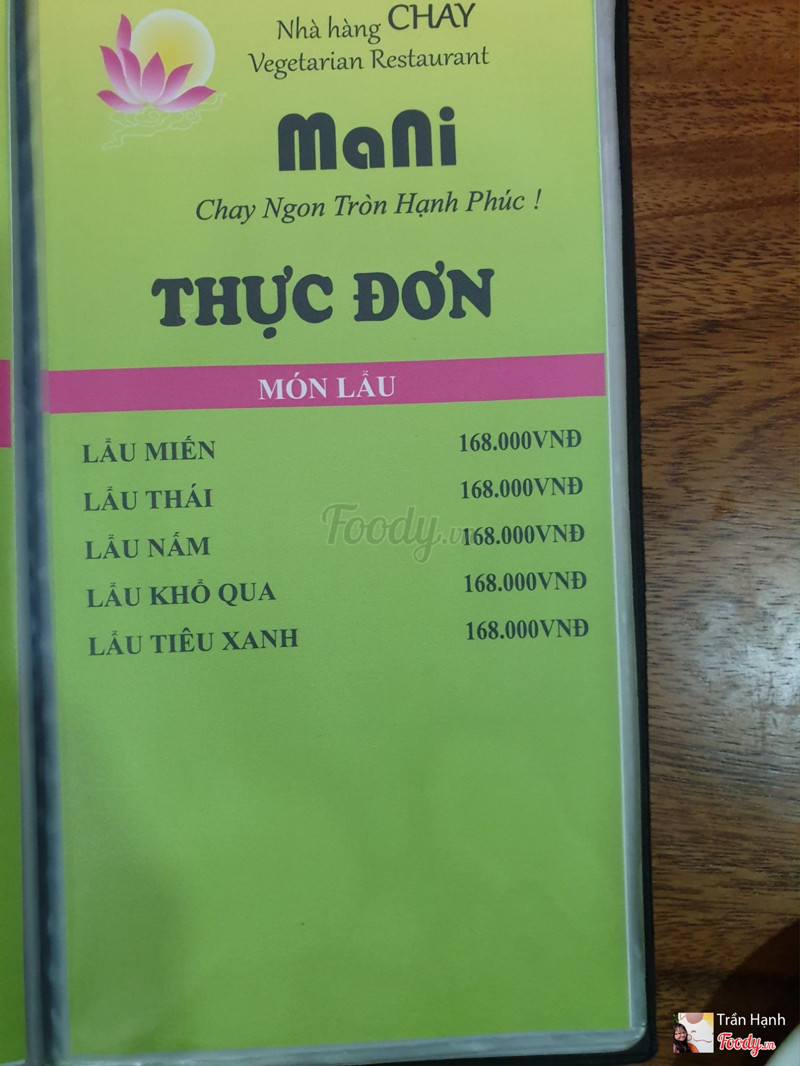 Nhà hàng CHAY
Vegetarian Restaurant
MaNi
Chay Ngon Tròn Hạnh Phúc !
THỰC ĐƠN
MÓN LẨU
LẨU MIẾN 168.000VNĐ
LẨU THÁI 168.000VNĐ
LẨU NẤM 168.000VNĐ
LẨU KHỔ QUA 168.000VNĐ
LẨU TIÊU XANH 168.000VNĐ
Foody.vn
Trần Hạnh
Foody.vn